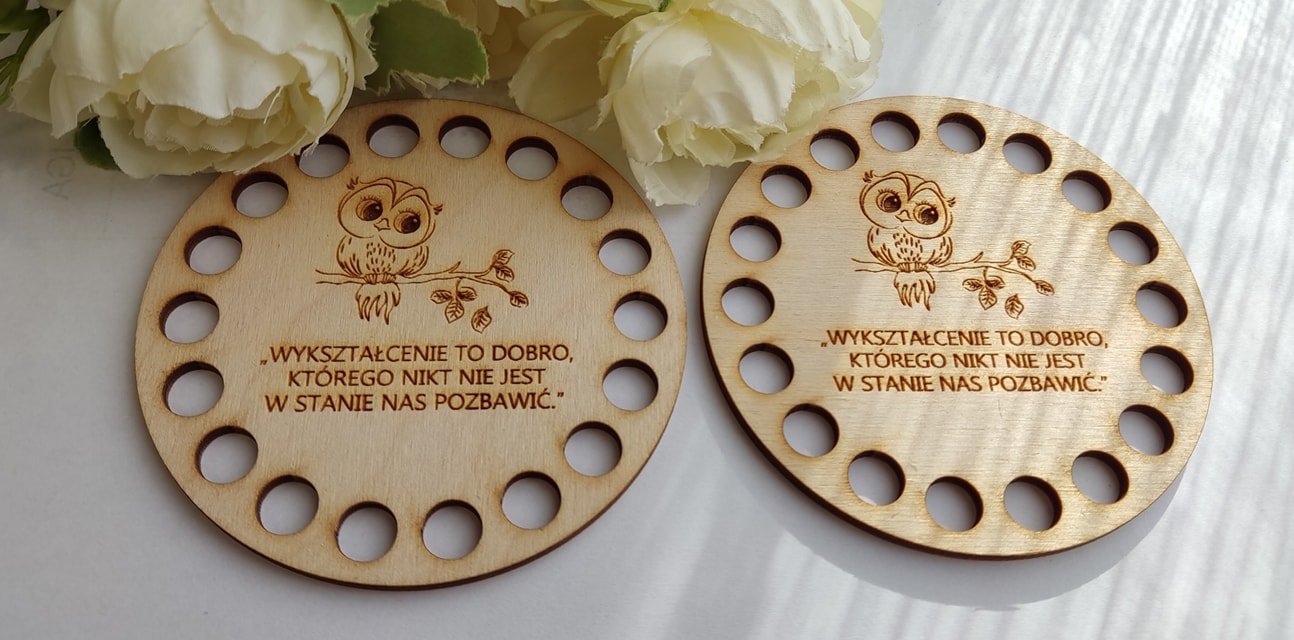 „WYKSZTAŁCENIE TO DOBRO,
KTÓREGO NIKT NIE JEST
W STANIE NAS POZBAWIĆ.”
„WYKSZTAŁCENIE TO DOBRO,
KTÓREGO NIKT NIE JEST
W STANIE NAS POZBAWIĆ.”